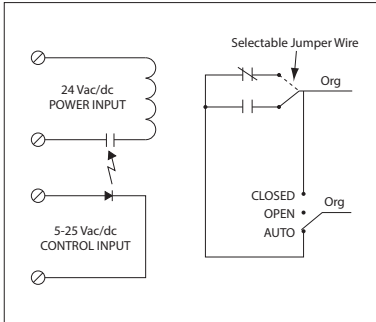 Selectable Jumper Wire
24 Vac/dc
POWER INPUT
Org
CLOSED
OPEN
AUTO
Org
5-25 Vac/dc
CONTROL INPUT